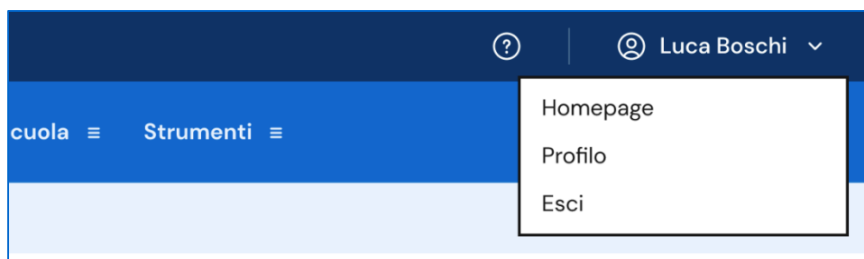 Luca Boschi
Homepage
cuola Strumenti
Profilo
Esci